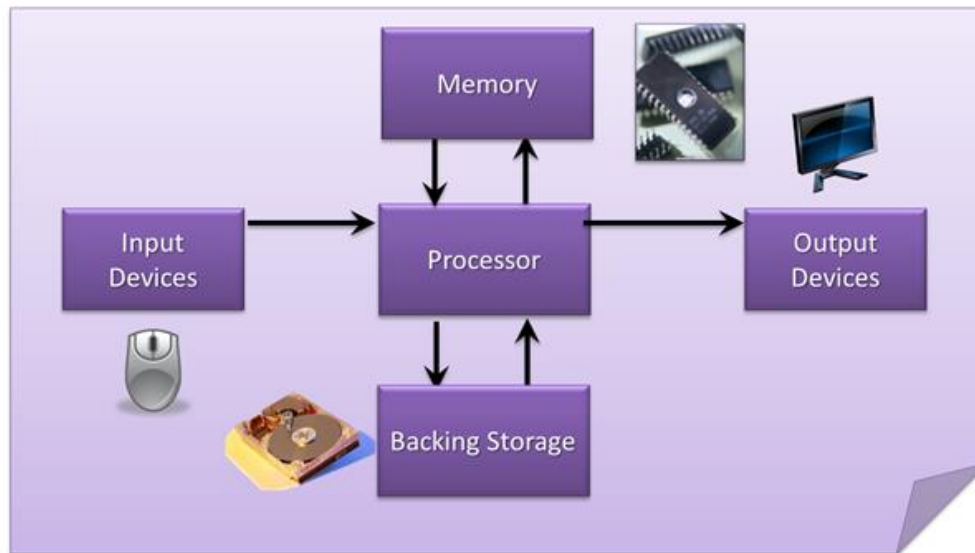 Memory
Input
Devices
Processor
Output
Devices
Backing Storage